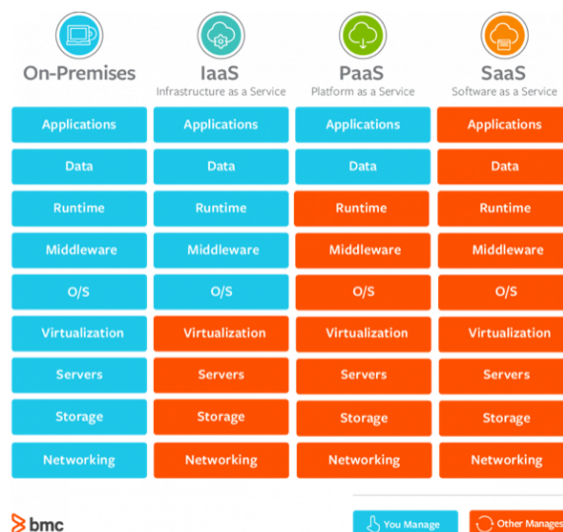 On-Premises IaaS PaaS SaaS
Infrastructure as a Service Platform as a Service Software as a Service
Applications Applications Applications Applications
Data Data Data Data
Runtime Runtime Runtime Runtime
Middleware Middleware Middleware Middleware
O/S O/S O/S O/S
Virtualization Virtualization Virtualization Virtualization
Servers Servers Servers Servers
Storage Storage Storage Storage
Networking Networking Networking Networking
bmc You Manage Other Manages